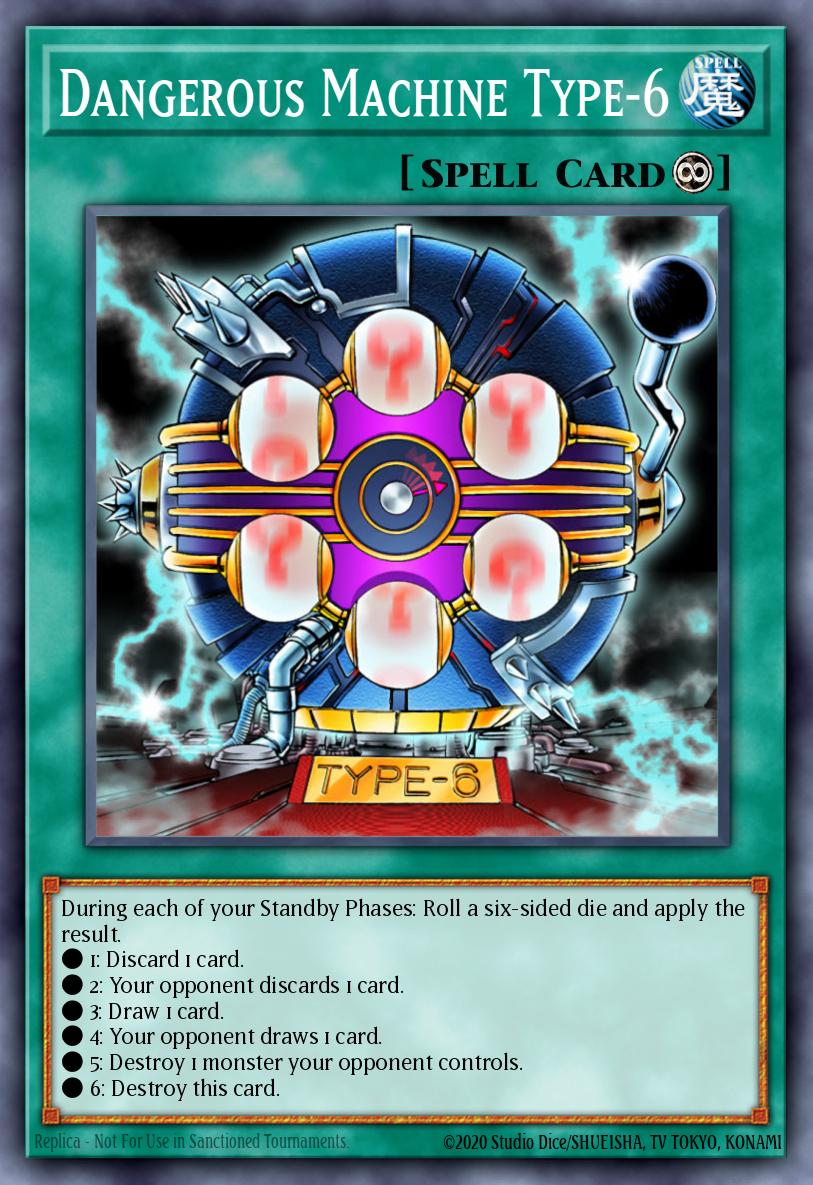 DANGEROUS MACHINE TYPE-6
SPELL
魔
[SPELL CARD]
TYPE-6
During each of your Standby Phases: Roll a six-sided die and apply the
result.
● 1: Discard 1 card.
● 2: Your opponent discards 1 card.
● 3: Draw 1 card.
● 4: Your opponent draws 1 card.
● 5: Destroy 1 monster your opponent controls.
● 6: Destroy this card.
Replica - Not For Use in Sanctioned Tournaments.
©2020 Studio Dice/SHUEISHA, TV TOKYO, KONAMI